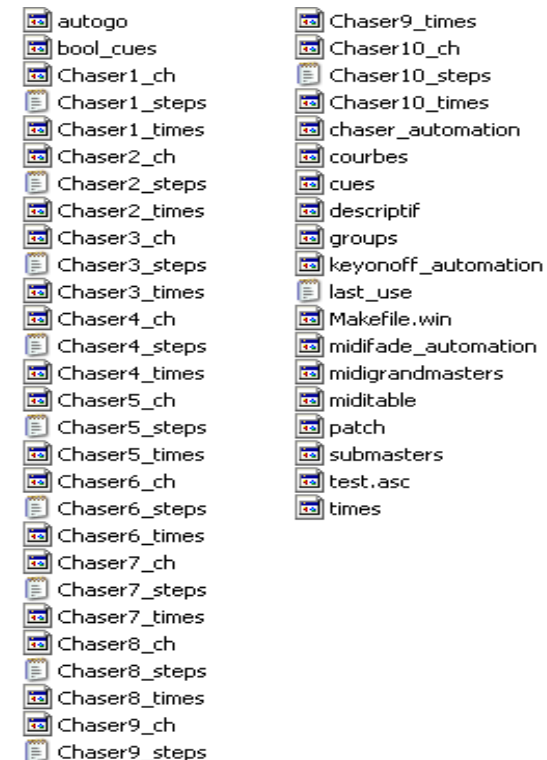 autogo
bool_cues
Chaser1_ch
Chaser1_steps
Chaser1_times
Chaser2_ch
Chaser2_steps
Chaser2_times
Chaser3_ch
Chaser3_steps
Chaser3_times
Chaser4_ch
Chaser4_steps
Chaser4_times
Chaser5_ch
Chaser5_steps
Chaser5_times
Chaser6_ch
Chaser6_steps
Chaser6_times
Chaser7_ch
Chaser7_steps
Chaser7_times
Chaser8_ch
Chaser8_steps
Chaser8_times
Chaser9_ch
Chaser9_steps
Chaser9_times
Chaser10_ch
Chaser10_steps
Chaser10_times
chaser_automation
courbes
cues
descriptif
groups
keyonoff_automation
last_use
Makefile.win
midifade_automation
midigrandmasters
miditable
patch
submasters
test.asc
times